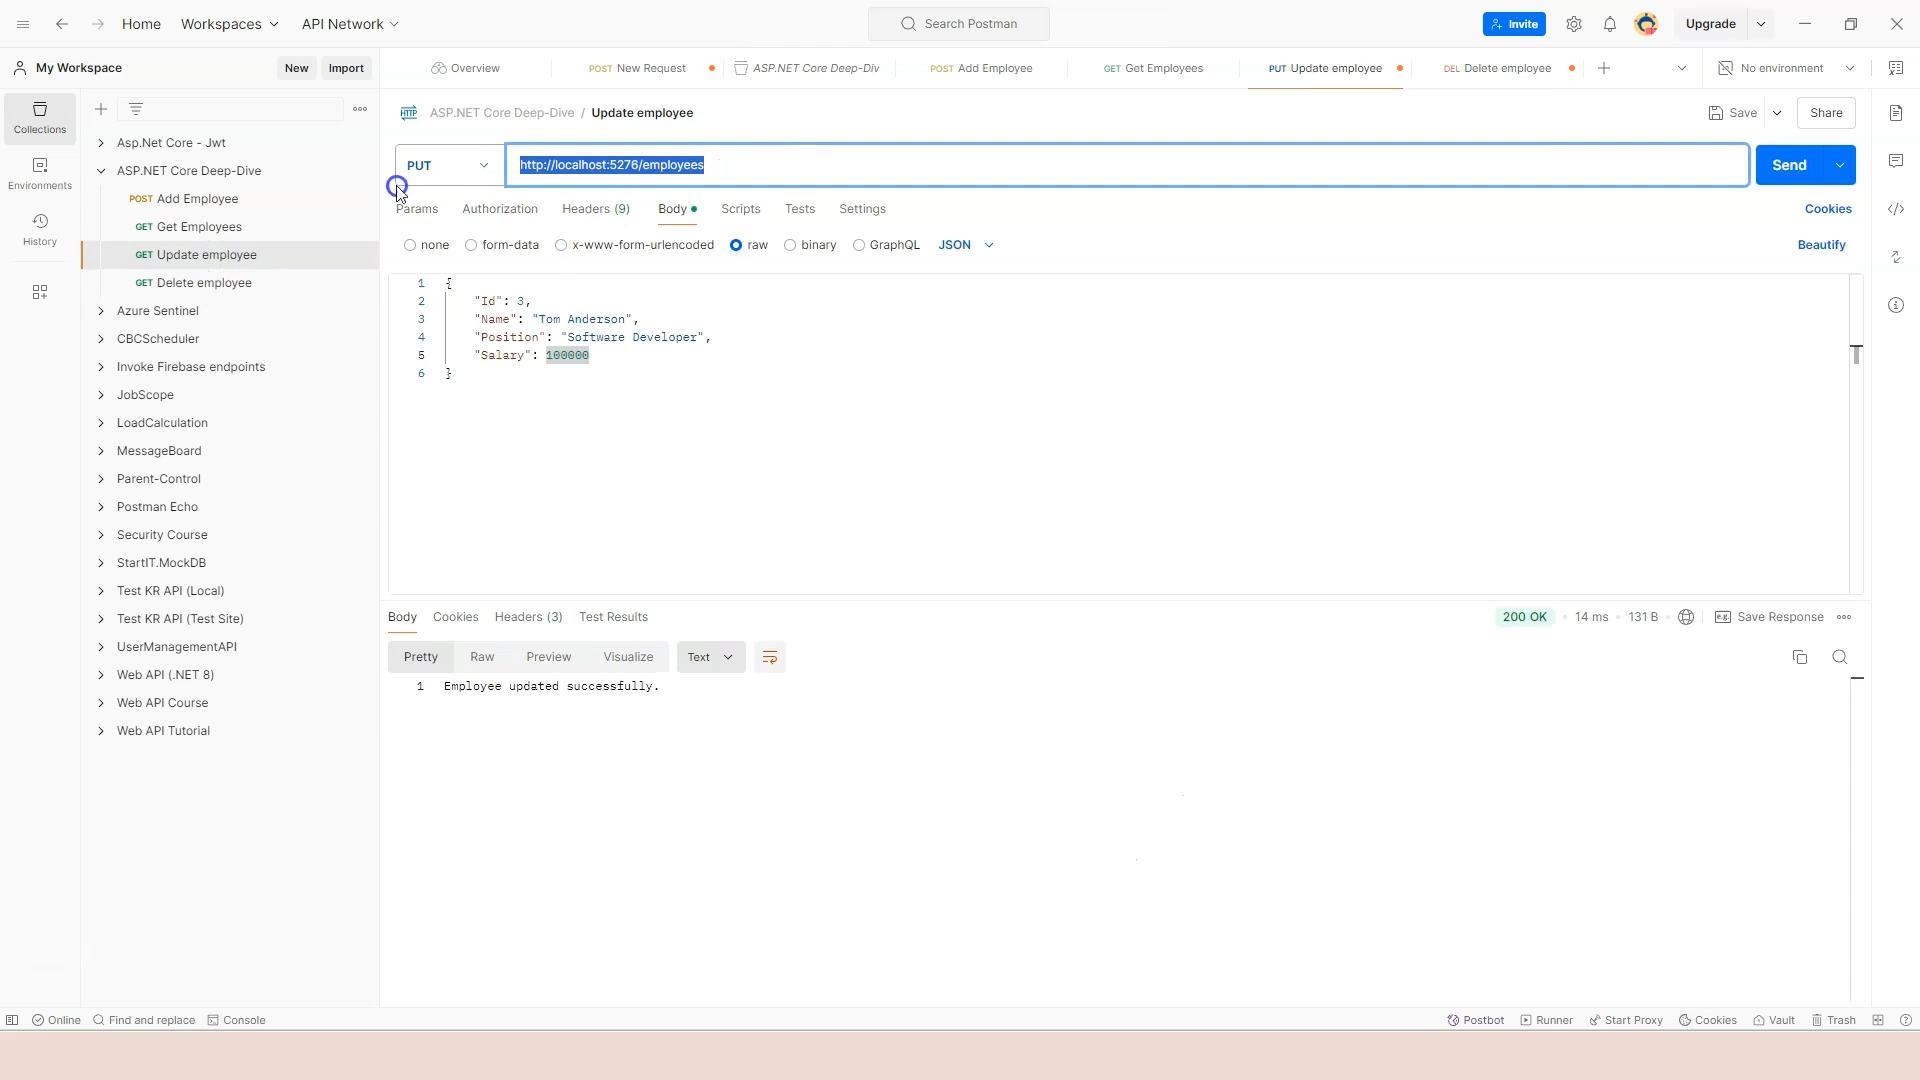 Home Workspaces API Network Search Postman Invite Upgrade
My Workspace New Import Overview POST New Request ASP.NET Core Deep-Div POST Add Employee GET Get Employees PUT Update employee DEL Delete employee No environment
Collections
Environments
History
Asp.Net Core - Jwt
ASP.NET Core Deep-Dive
POST Add Employee
GET Get Employees
GET Update employee
GET Delete employee
Azure Sentinel
CBCScheduler
Invoke Firebase endpoints
JobScope
LoadCalculation
MessageBoard
Parent-Control
Postman Echo
Security Course
StartIT.MockDB
Test KR API (Local)
Test KR API (Test Site)
UserManagementAPI
Web API (.NET 8)
Web API Course
Web API Tutorial
HTTP ASP.NET Core Deep-Dive / Update employee Save Share
PUT http://localhost:5276/employees Send
Params Authorization Headers (9) Body Scripts Tests Settings Cookies
none form-data x-www-form-urlencoded raw binary GraphQL JSON Beautify
1 {
2 "Id": 3,
3 "Name": "Tom Anderson",
4 "Position": "Software Developer",
5 "Salary": 100000
6 }
Body Cookies Headers (3) Test Results 200 OK 14 ms 131 B e.g. Save Response
Pretty Raw Preview Visualize Text
1 Employee updated successfully.
Online Find and replace Console Postbot Runner Start Proxy Cookies Vault Trash